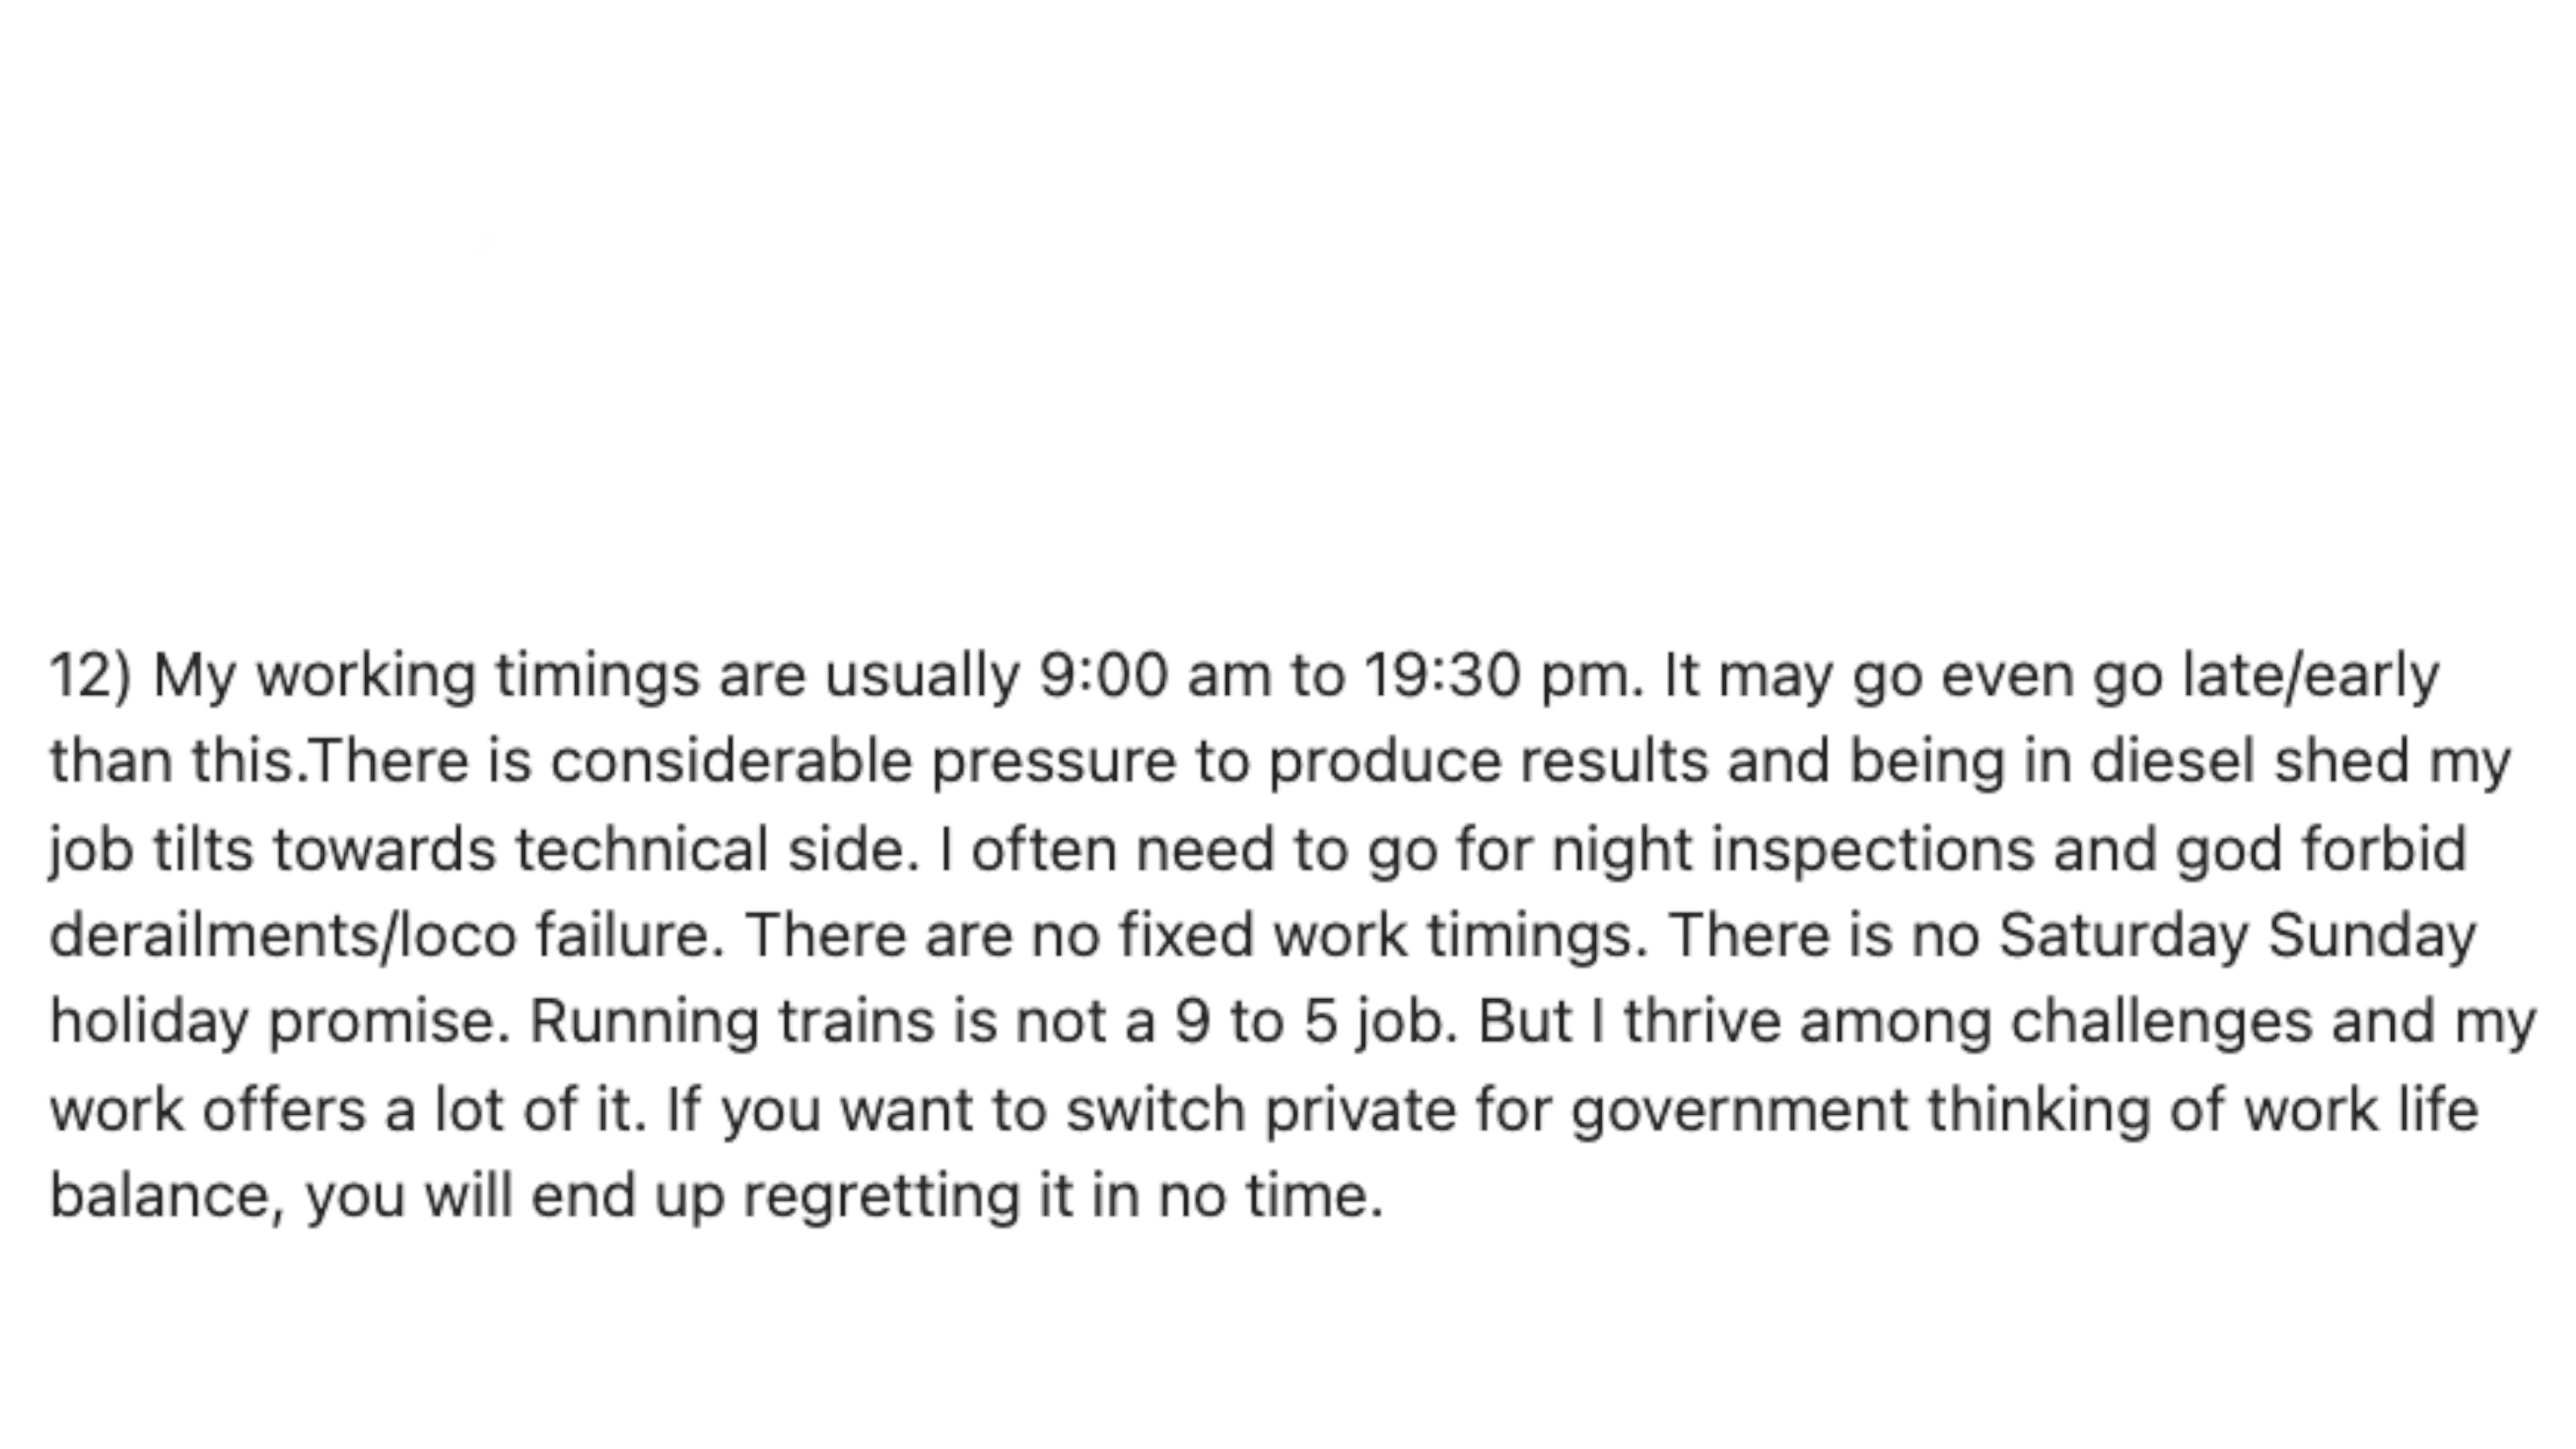 12) My working timings are usually 9:00 am to 19:30 pm. It may go even go late/early
than this.There is considerable pressure to produce results and being in diesel shed my
job tilts towards technical side. I often need to go for night inspections and god forbid
derailments/loco failure. There are no fixed work timings. There is no Saturday Sunday
holiday promise. Running trains is not a 9 to 5 job. But I thrive among challenges and my
work offers a lot of it. If you want to switch private for government thinking of work life
balance, you will end up regretting it in no time.